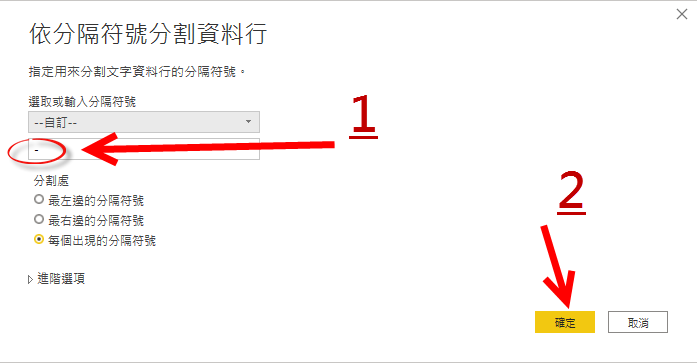 依分隔符號分割資料行
指定用來分割文字資料行的分隔符號。
選取或輸入分隔符號
--自訂--
-
1
分割處
最左邊的分隔符號
最右邊的分隔符號
每個出現的分隔符號
2
進階選項
確定
取消